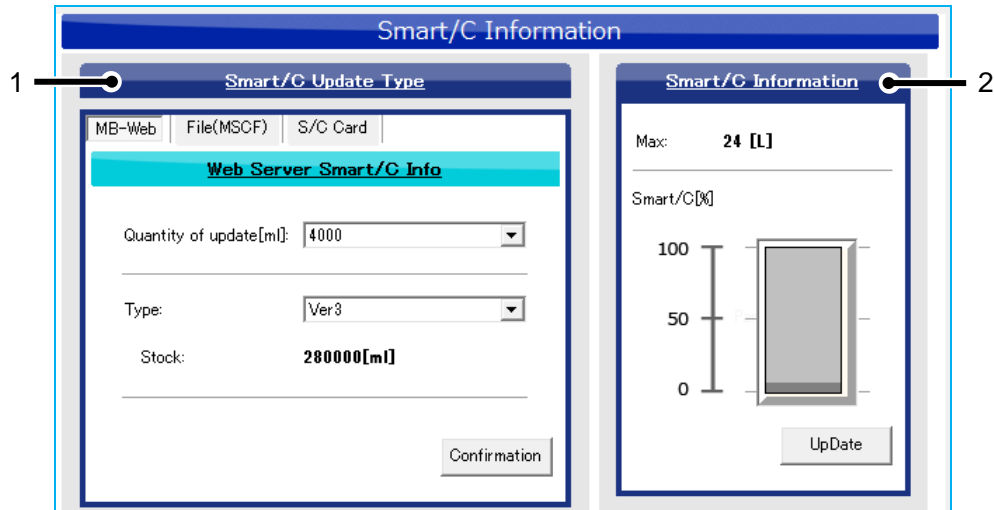 Smart/C Information
1
Smart/C Update Type
MB-Web File(MSCF) S/C Card
Web Server Smart/C Info
Quantity of update[ml]: 4000
Type: Ver3
Stock: 280000[ml]
Confirmation
Smart/C Information
2
Max: 24 [L]
Smart/C[%]
100
50
0
UpDate